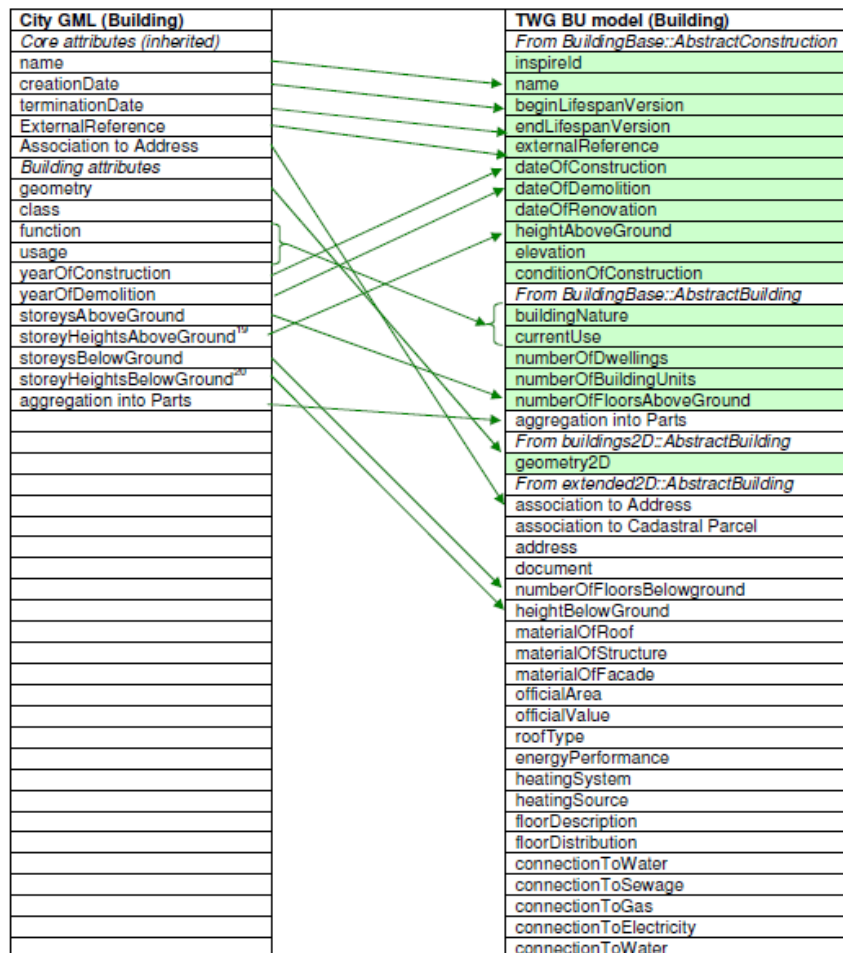 City GML (Building)
Core attributes (inherited)
name
creationDate
terminationDate
ExternalReference
Association to Address
Building attributes
geometry
class
function
usage
yearOfConstruction
yearOfDemolition
storeysAboveGround
storeyHeightsAboveGround19
storeysBelowGround
storeyHeightsBelowGround20
aggregation into Parts
TWG BU model (Building)
From BuildingBase::AbstractConstruction
inspireId
name
beginLifespanVersion
endLifespanVersion
externalReference
dateOfConstruction
dateOfDemolition
dateOfRenovation
heightAboveGround
elevation
conditionOfConstruction
From BuildingBase::AbstractBuilding
buildingNature
currentUse
numberOfDwellings
numberOfBuildingUnits
numberOfFloorsAboveGround
aggregation into Parts
From buildings2D::AbstractBuilding
geometry2D
From extended2D::AbstractBuilding
association to Address
association to Cadastral Parcel
address
document
numberOfFloorsBelowground
heightBelowGround
materialOfRoof
materialOfStructure
materialOfFacade
officialArea
officialValue
roofType
energyPerformance
heatingSystem
heatingSource
floorDescription
floorDistribution
connectionToWater
connectionToSewage
connectionToGas
connectionToElectricity
connectionToWater